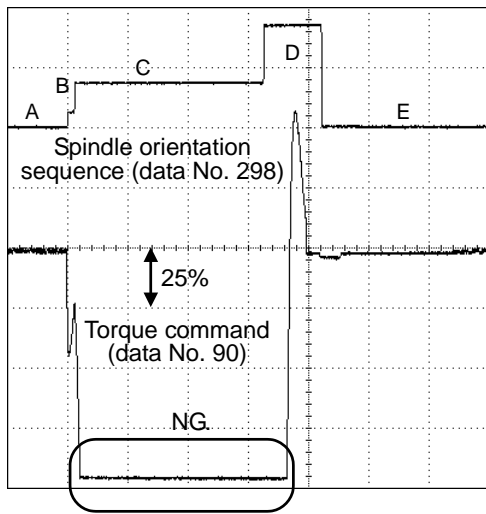 D
C
B
A
E
Spindle orientation
sequence (data No. 298)
25%
Torque command
(data No. 90)
NG.